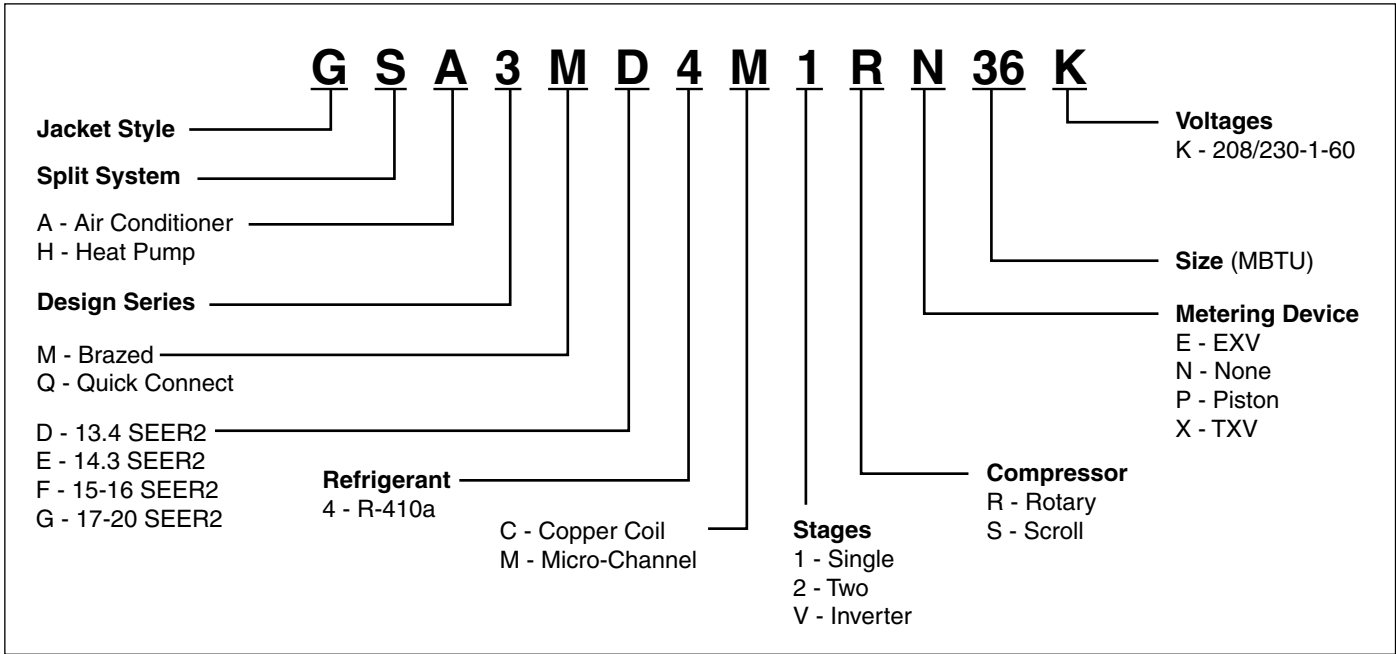 G S A 3 M D 4 M 1 R N 36 K
Jacket Style
Split System
A - Air Conditioner
H - Heat Pump
Design Series
M - Brazed
Q - Quick Connect
D - 13.4 SEER2
E - 14.3 SEER2
F - 15-16 SEER2
G - 17-20 SEER2
Refrigerant
4 - R-410a
C - Copper Coil
M - Micro-Channel
Stages
1 - Single
2 - Two
V - Inverter
Compressor
R - Rotary
S - Scroll
Metering Device
E - EXV
N - None
P - Piston
X - TXV
Size (MBTU)
Voltages
K - 208/230-1-60